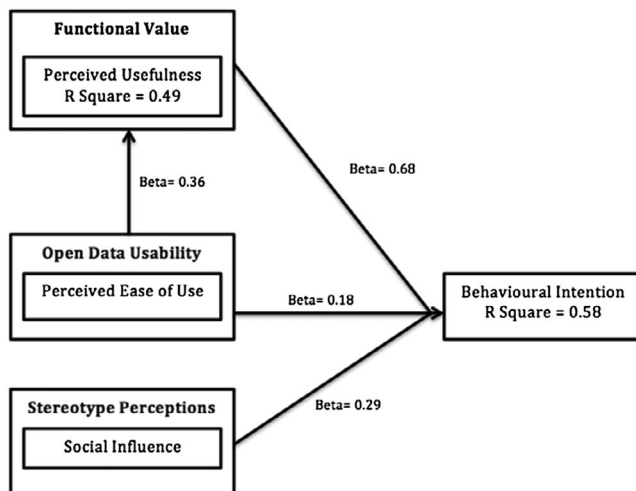 Functional Value
Perceived Usefulness
R Square = 0.49
Beta= 0.68
Beta= 0.36
Open Data Usability
Perceived Ease of Use
Beta= 0.18
Behavioural Intention
R Square = 0.58
Beta= 0.29
Stereotype Perceptions
Social Influence